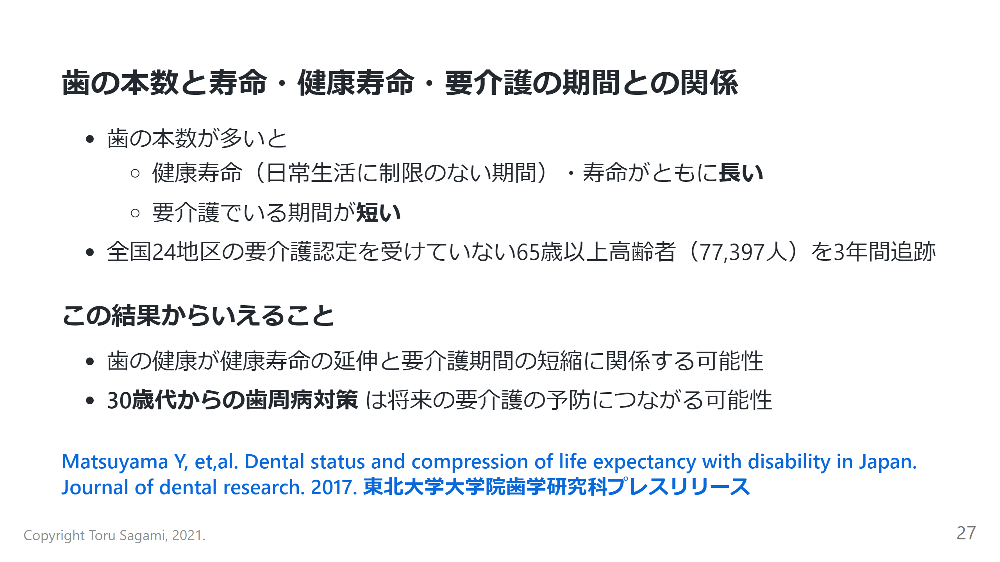 歯の本数と寿命・健康寿命・要介護の期間との関係
• 歯の本数が多いと
○ 健康寿命（日常生活に制限のない期間）・寿命がともに長い
○ 要介護でいる期間が短い
• 全国24地区の要介護認定を受けていない65歳以上高齢者（77,397人）を3年間追跡
この結果からいえること
• 歯の健康が健康寿命の延伸と要介護期間の短縮に関係する可能性
• 30歳代からの歯周病対策 は将来の要介護の予防につながる可能性
Matsuyama Y, et,al. Dental status and compression of life expectancy with disability in Japan.
Journal of dental research. 2017. 東北大学大学院歯学研究科プレスリリース
Copyright Toru Sagami, 2021.
27